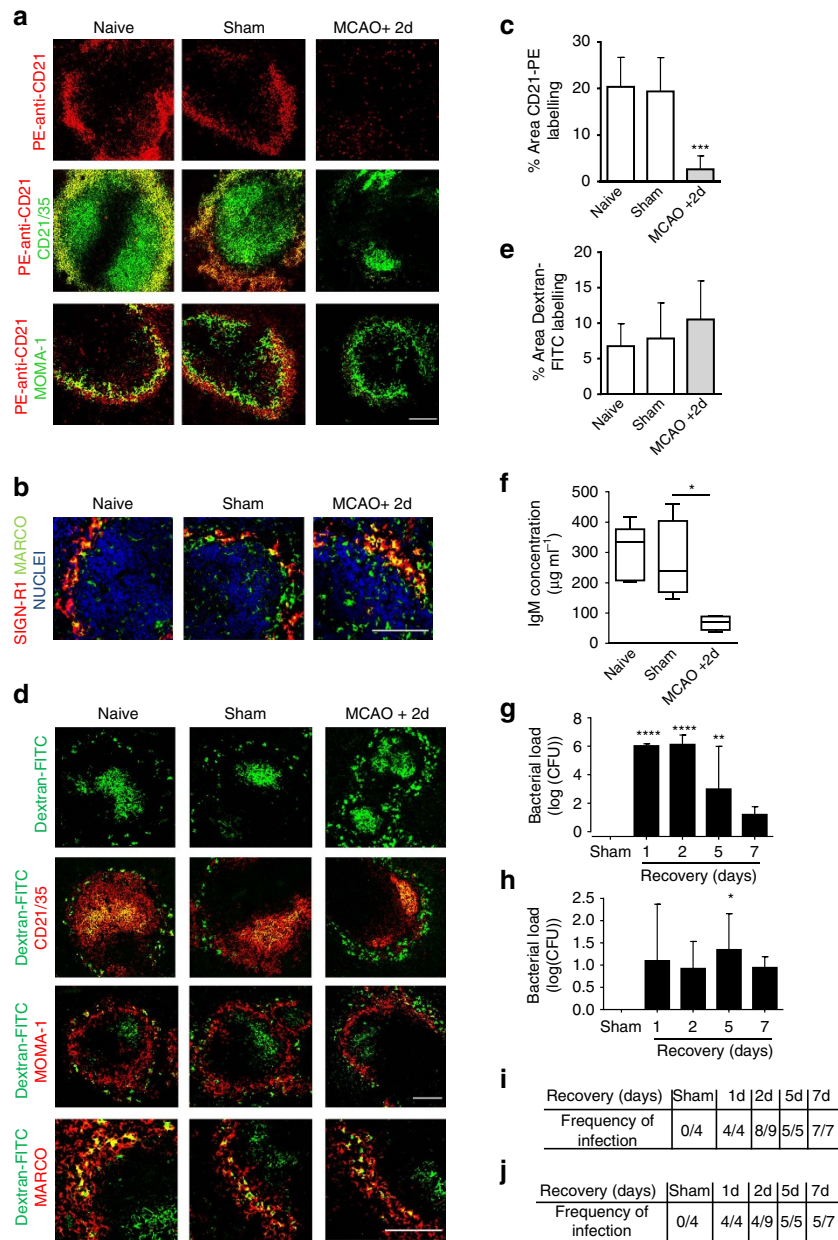 a
Naive Sham MCAO+ 2d
PE-anti-CD21
PE-anti-CD21
CD21/35
PE-anti-CD21
MOMA-1
b
Naive Sham MCAO+ 2d
SIGN-R1 MARCO
NUCLEI
d
Naive Sham MCAO + 2d
Dextran-FITC
Dextran-FITC
CD21/35
Dextran-FITC
MOMA-1
Dextran-FITC
MARCO
c
% Area CD21-PE
labelling
30
20
10
0
***
Naive
Sham
MCAO +2d
e
% Area Dextran-
FITC labelling
20
15
10
5
0
Naive
Sham
MCAO +2d
f
IgM concentration
(µg ml−1)
500
400
300
200
100
0
*
Naive
Sham
MCAO +2d
g
Bacterial load
(log (CFU))
8
6
4
2
0
**** **** **
Sham 1 2 5 7
Recovery (days)
h
Bacterial load
(log(CFU))
2.5
2.0
1.5
1.0
0.5
0.0
*
Sham 1 2 5 7
Recovery (days)
i
Recovery (days) Sham 1d 2d 5d 7d
Frequency of
infection 0/4 4/4 8/9 5/5 7/7
j
Recovery (days) Sham 1d 2d 5d 7d
Frequency of
infection 0/4 4/4 4/9 5/5 5/7